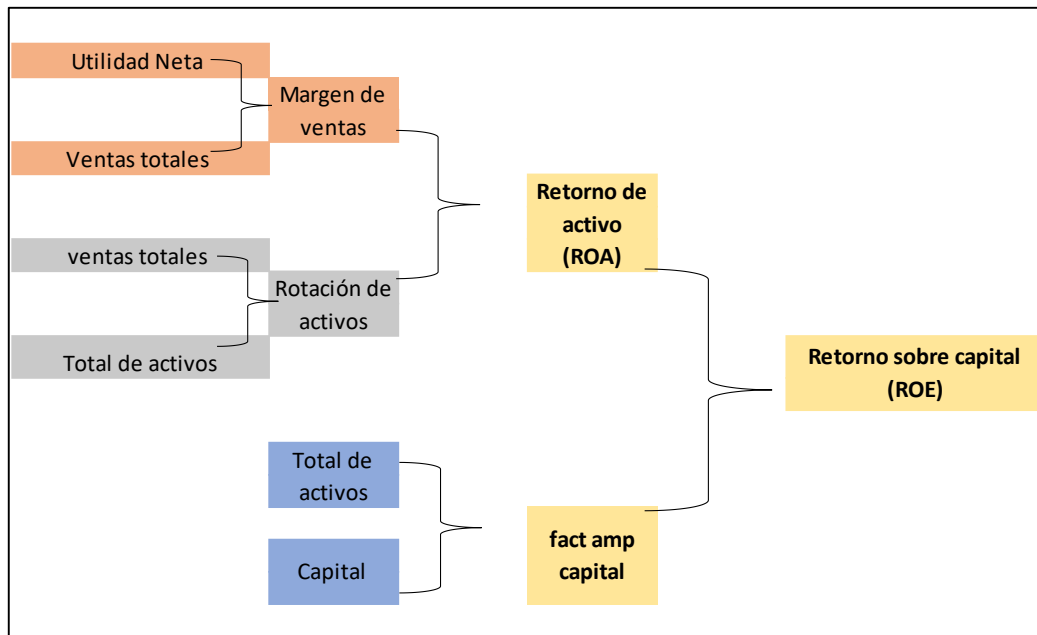 Utilidad Neta
Margen de
ventas
Ventas totales
Retorno de
activo
(ROA)
ventas totales
Rotación de
activos
Total de activos
Retorno sobre capital
(ROE)
Total de
activos
fact amp
capital
Capital